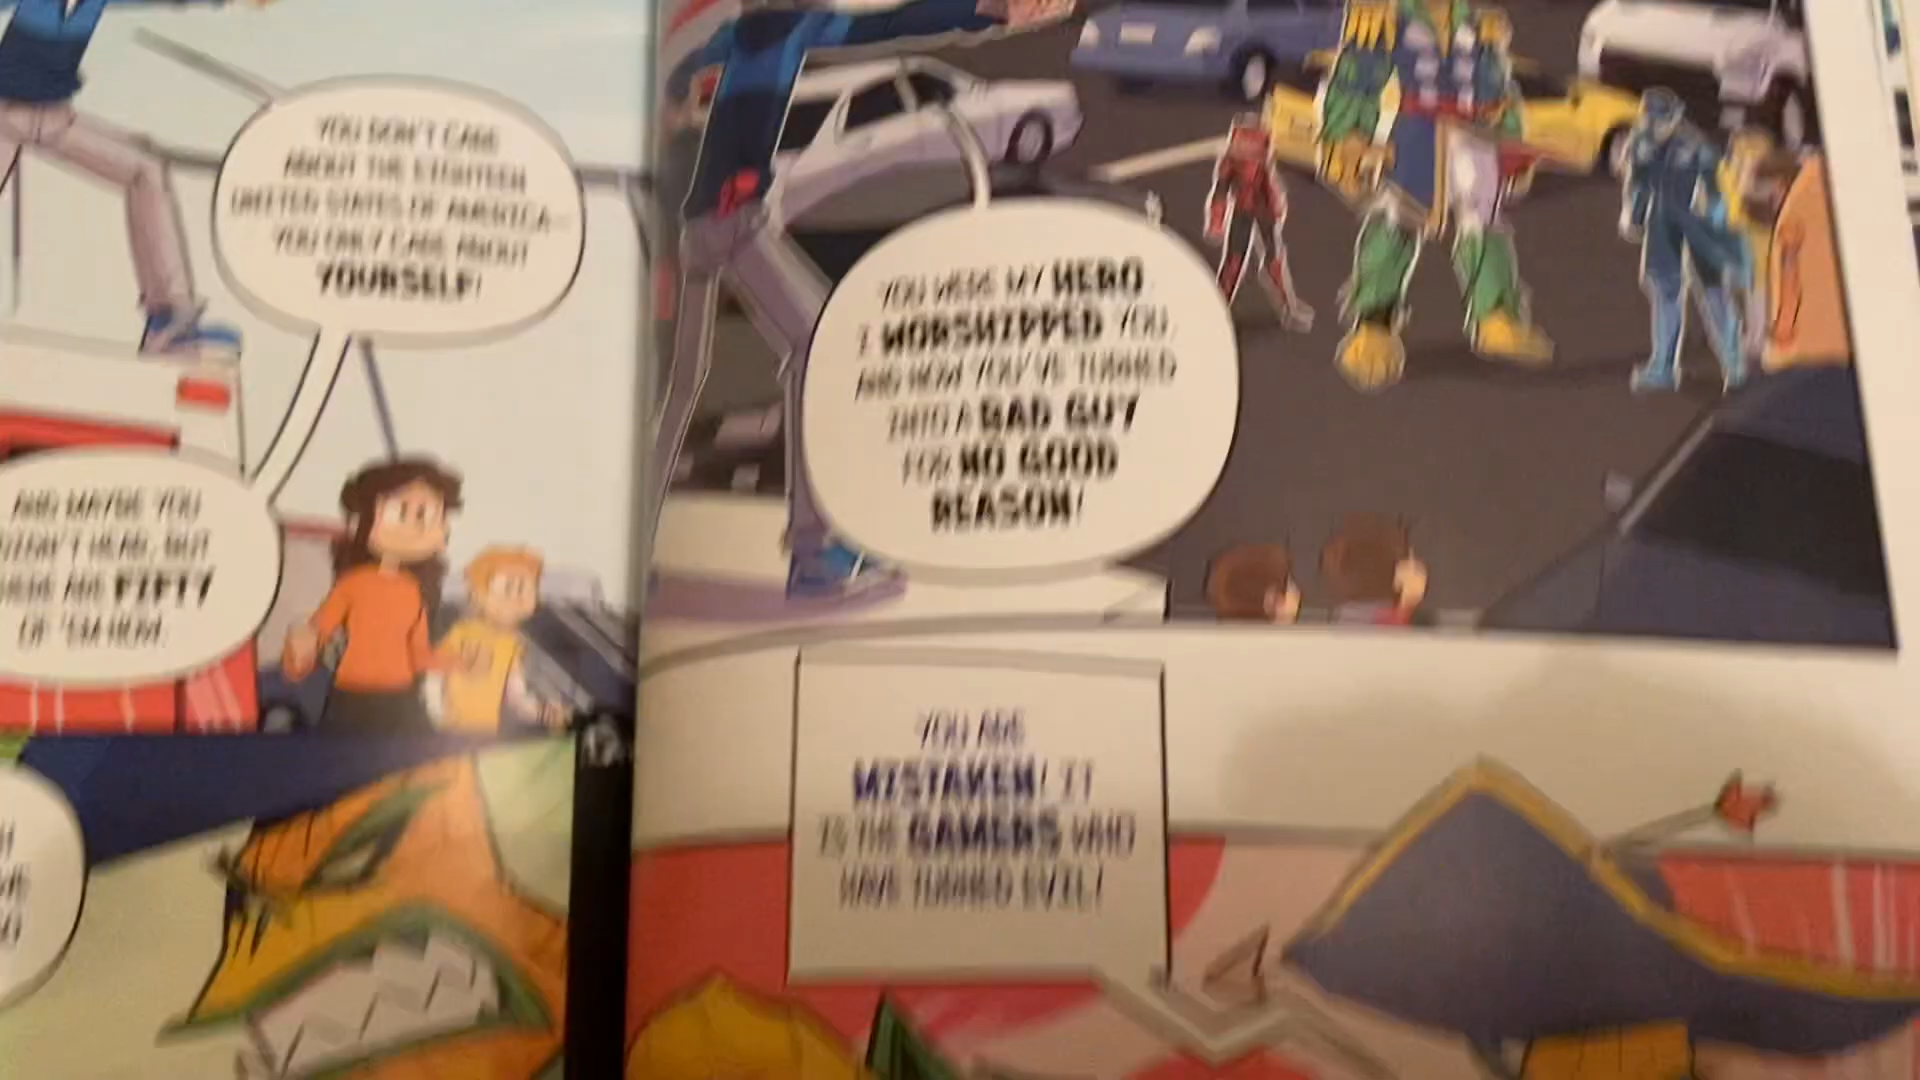 YOU DON'T CARE
ABOUT THE EIGHTEEN
UNITED STATES OF AMERICA--
YOU ONLY CARE ABOUT
YOURSELF!
AND MAYBE YOU
DIDN'T HEAR, BUT
THERE ARE FIFTY
OF 'EM NOW.
YOU WERE MY HERO.
I WORSHIPPED YOU,
AND NOW YOU'VE TURNED
INTO A BAD GUY
FOR NO GOOD
REASON!
YOU ARE
MISTAKEN! IT
IS THE GAMERS WHO
HAVE TURNED EVIL!